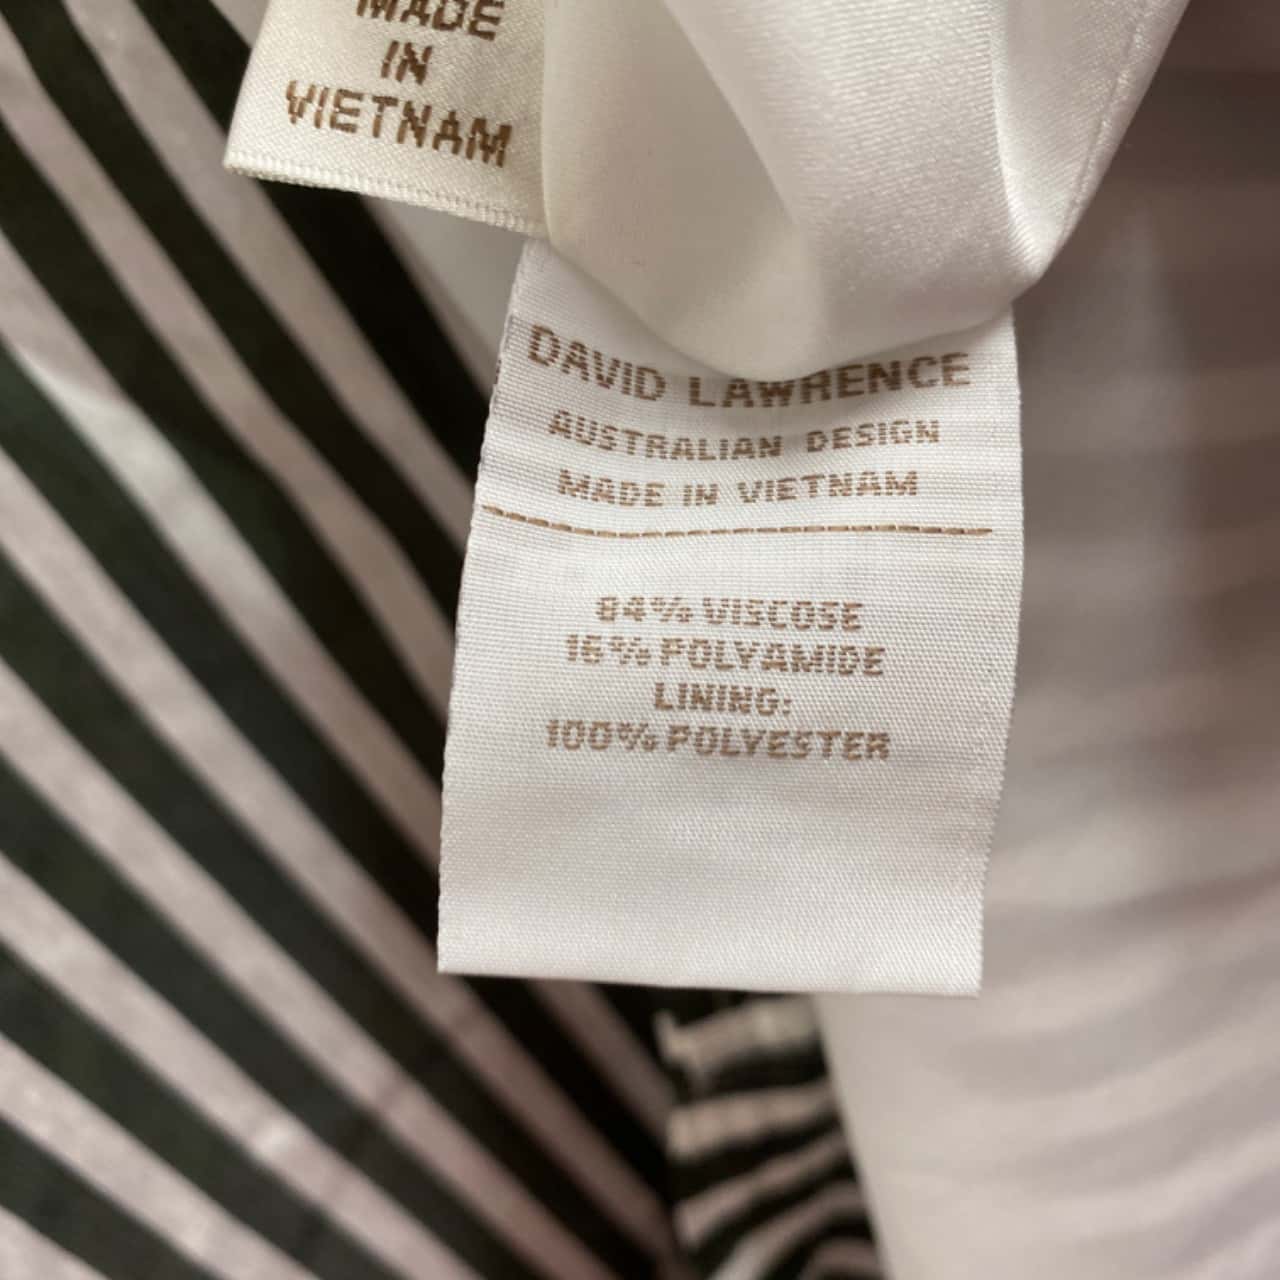 MADE
IN
VIETNAM
DAVID LAWRENCE
AUSTRALIAN DESIGN
MADE IN VIETNAM
84% VISCOSE
16% POLYAMIDE
LINING:
100% POLYESTER